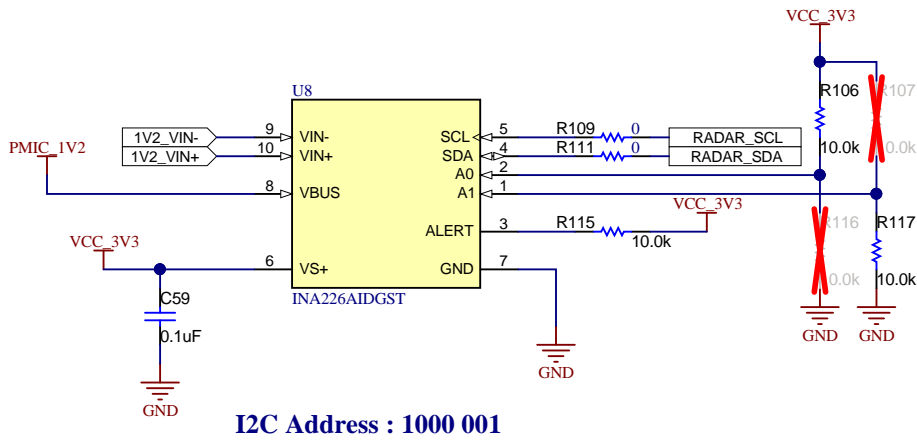 VCC_3V3
U8
R106
R107
1V2_VIN-
9
VIN-
SCL
5
R109
0
RADAR_SCL
1V2_VIN+
10
VIN+
SDA
4
R111
0
RADAR_SDA
10.0k
0.0k
PMIC_1V2
A0
2
8
VBUS
A1
1
VCC_3V3
ALERT
3
R115
10.0k
R116
R117
VCC_3V3
6
VS+
GND
7
0.0k
10.0k
INA226AIDGST
C59
0.1uF
GND
GND
GND
GND
I2C Address : 1000 001